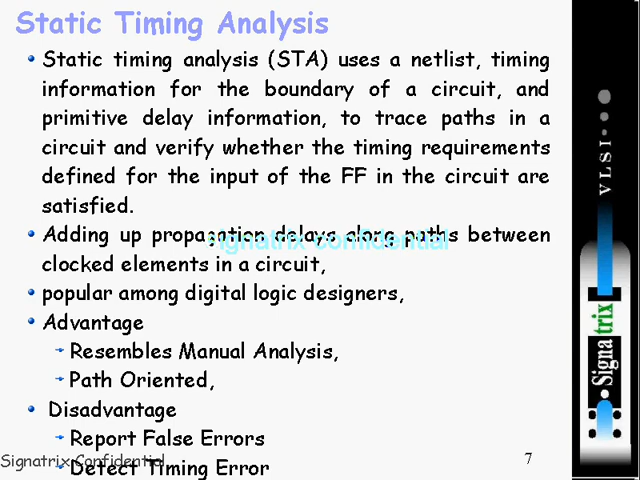 Static Timing Analysis
Static timing analysis (STA) uses a netlist, timing
information for the boundary of a circuit, and
primitive delay information, to trace paths in a
circuit and verify whether the timing requirements
defined for the input of the FF in the circuit are
satisfied.
Adding up propagation delays along paths between
clocked elements in a circuit,
popular among digital logic designers,
Advantage
Resembles Manual Analysis,
Path Oriented,
Disadvantage
Report False Errors
Detect Timing Error
Signatrix confidential
Signatrix Confidential
7
VLSI
Signatrix